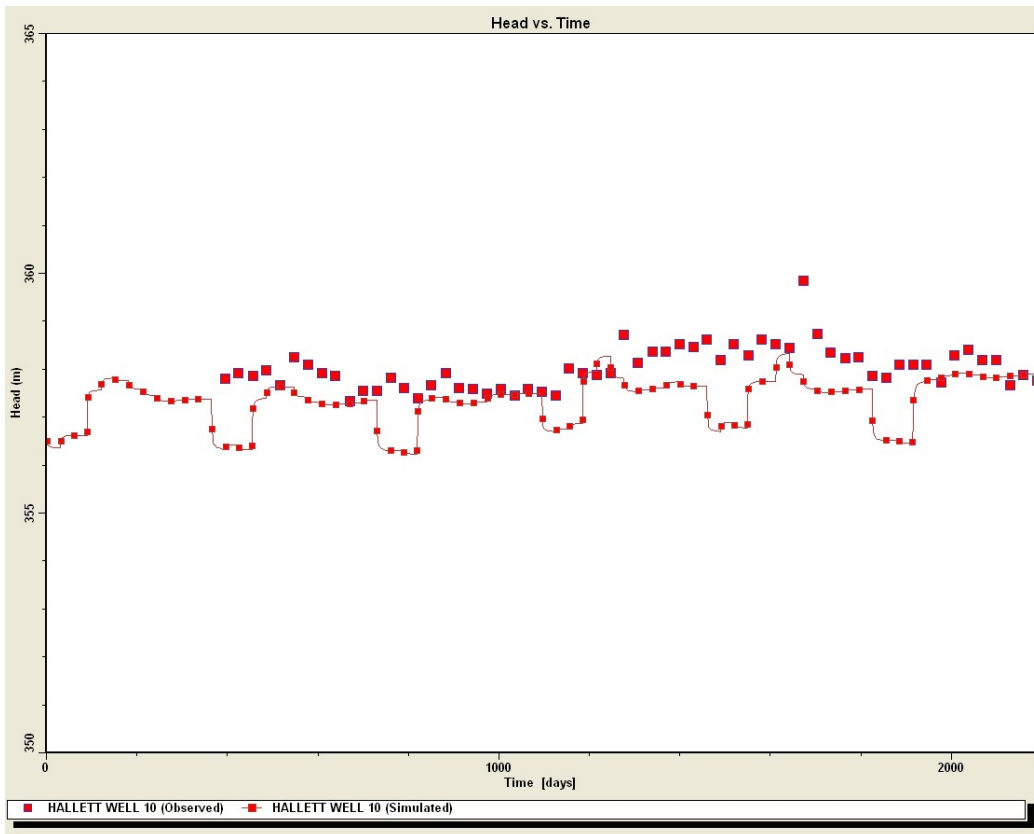 Head vs. Time
365
360
355
350
Head (m)
0
1000
2000
Time [days]
HALLETT WELL 10 (Observed)
HALLETT WELL 10 (Simulated)